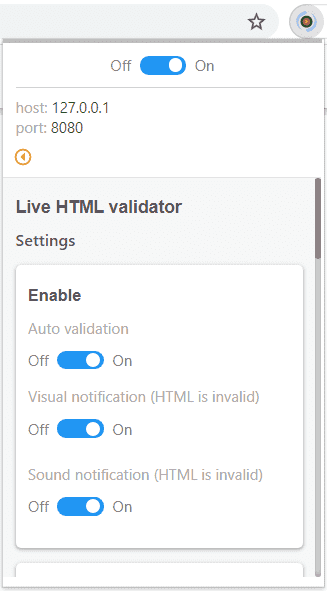 Off On
host: 127.0.0.1
port: 8080
Live HTML validator
Settings
Enable
Auto validation
Off On
Visual notification (HTML is invalid)
Off On
Sound notification (HTML is invalid)
Off On